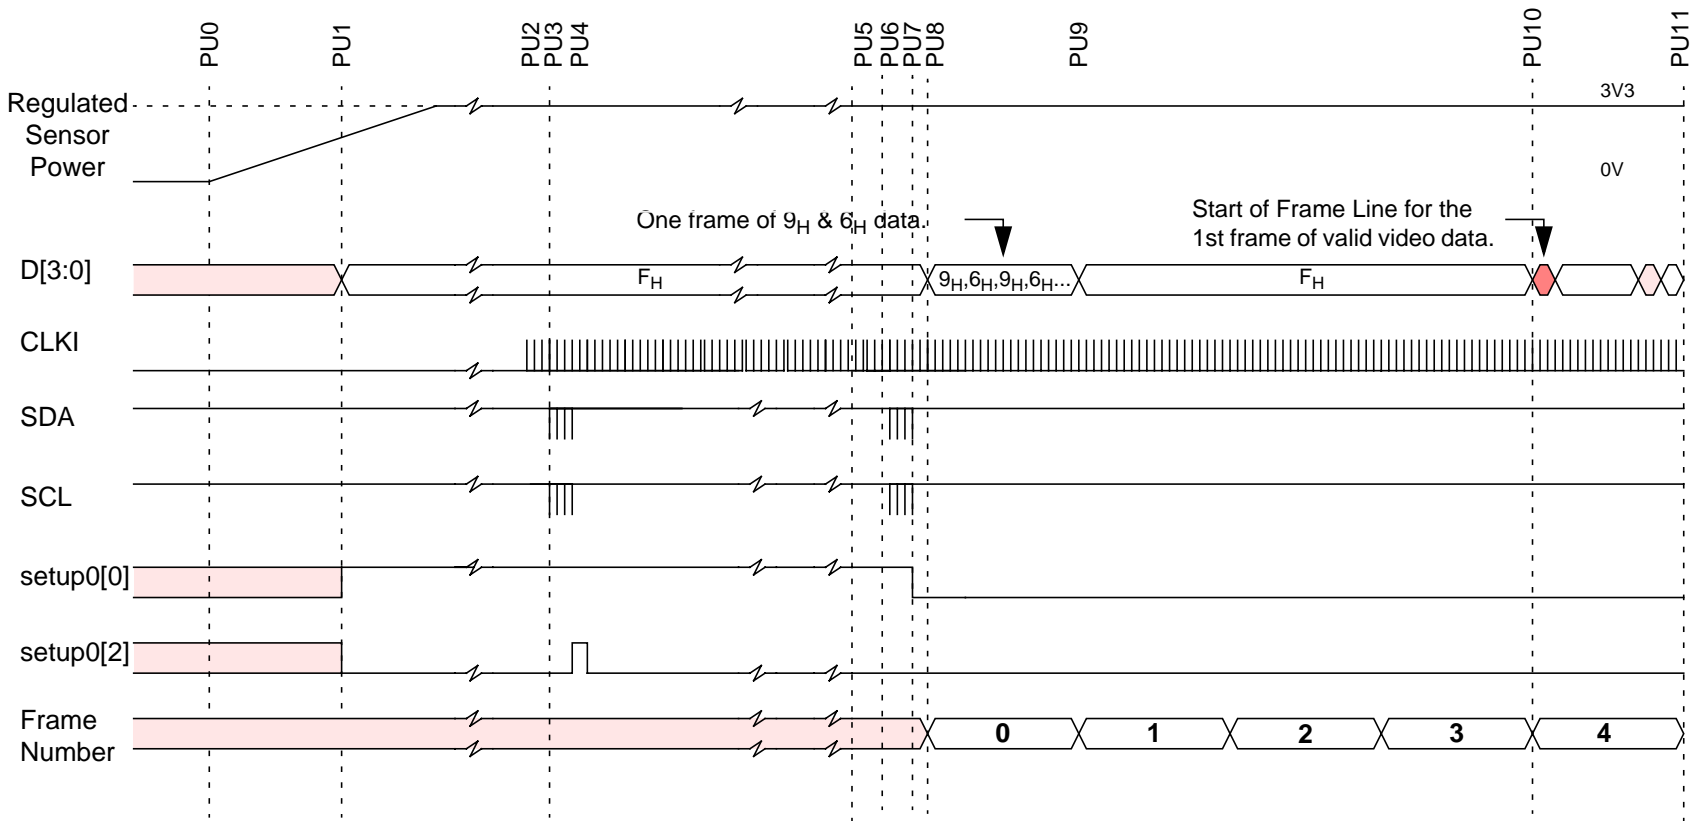 PU0
PU1
PU2
PU3
PU4
PU5
PU6
PU7
PU8
PU9
PU10
PU11
Regulated
Sensor
Power
3V3
0V
One frame of 9H & 6H data.
Start of Frame Line for the
1st frame of valid video data.
D[3:0]
FH
9H,6H,9H,6H...
FH
CLKI
SDA
SCL
setup0[0]
setup0[2]
Frame
Number
0
1
2
3
4